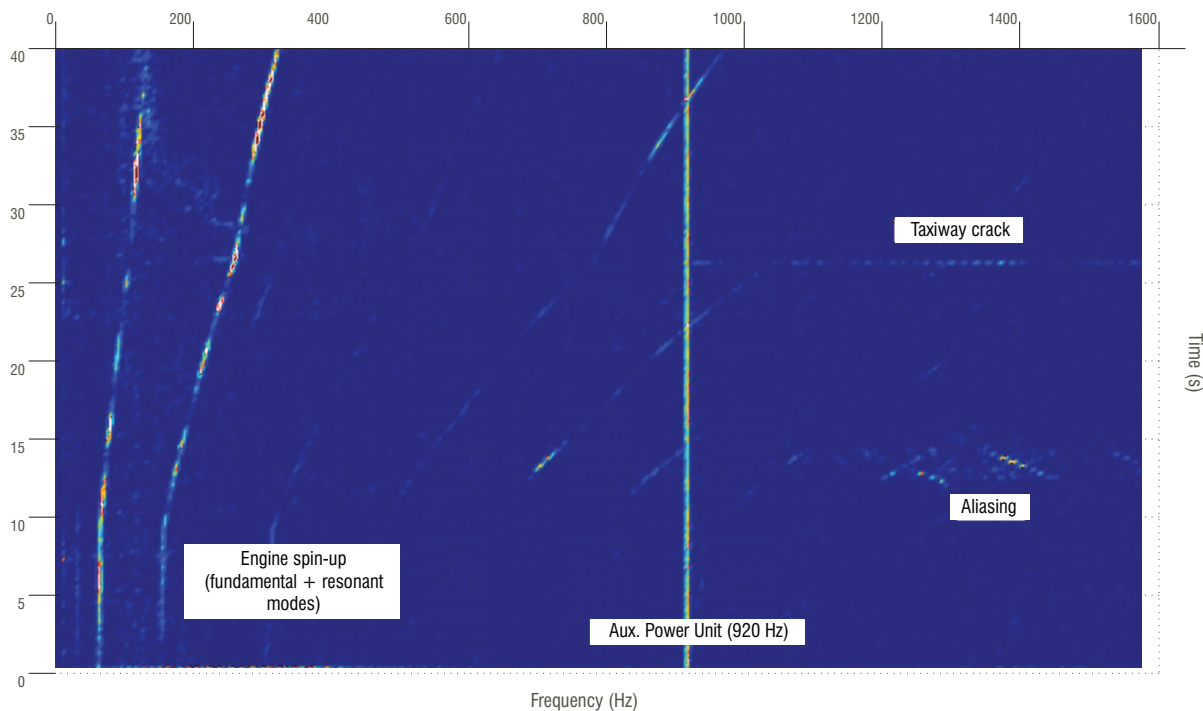 0 200 400 600 800 1000 1200 1400 1600
40
35
30
25
20
15
10
5
0
Taxiway crack
Aliasing
Engine spin-up
(fundamental + resonant
modes)
Aux. Power Unit (920 Hz)
Time (s)
Frequency (Hz)